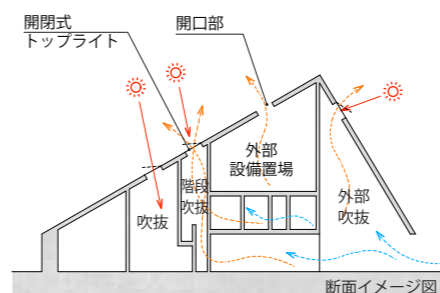 開閉式
トップライト
開口部
外部
設備置場
階段
吹抜
吹抜
外部
吹抜
断面イメージ図